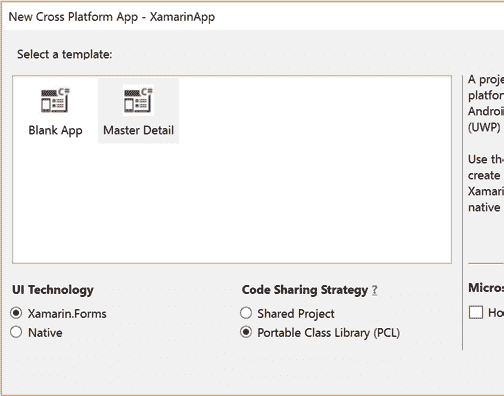 New Cross Platform App - XamarinApp
Select a template:
C#
Blank App
C#
Master Detail
A proje
platfor
Androi
(UWP)
Use th
create
Xamari
native
UI Technology
Xamarin.Forms
Native
Code Sharing Strategy ?
Shared Project
Portable Class Library (PCL)
Micros
Ho